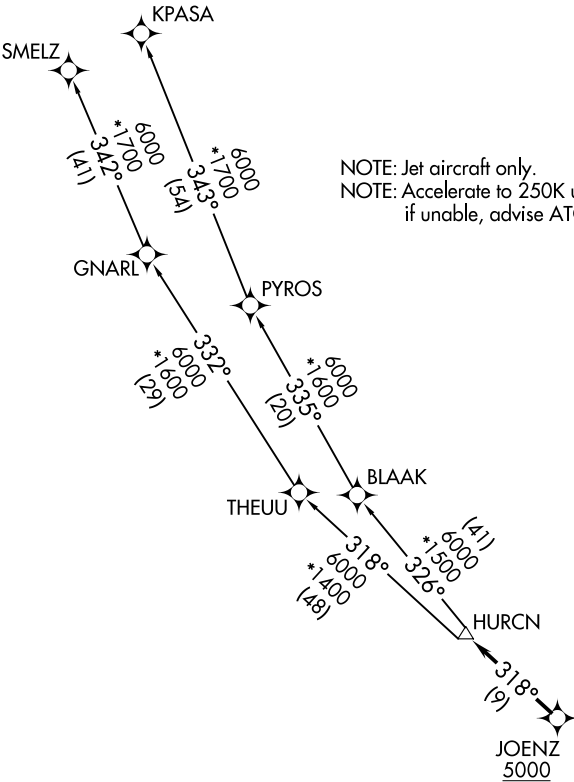 KPASA
SMELZ
6000
*1700
342°
(41)
6000
*1700
343°
(54)
NOTE: Jet aircraft only.
NOTE: Accelerate to 250K u
if unable, advise AT
GNARL
PYROS
332°
6000
*1600
(29)
6000
*1600
335°
(20)
BLAAK
THEUU
318°
6000
*1400
(48)
(41)
6000
*1500
326°
HURCN
318°
(9)
JOENZ
5000